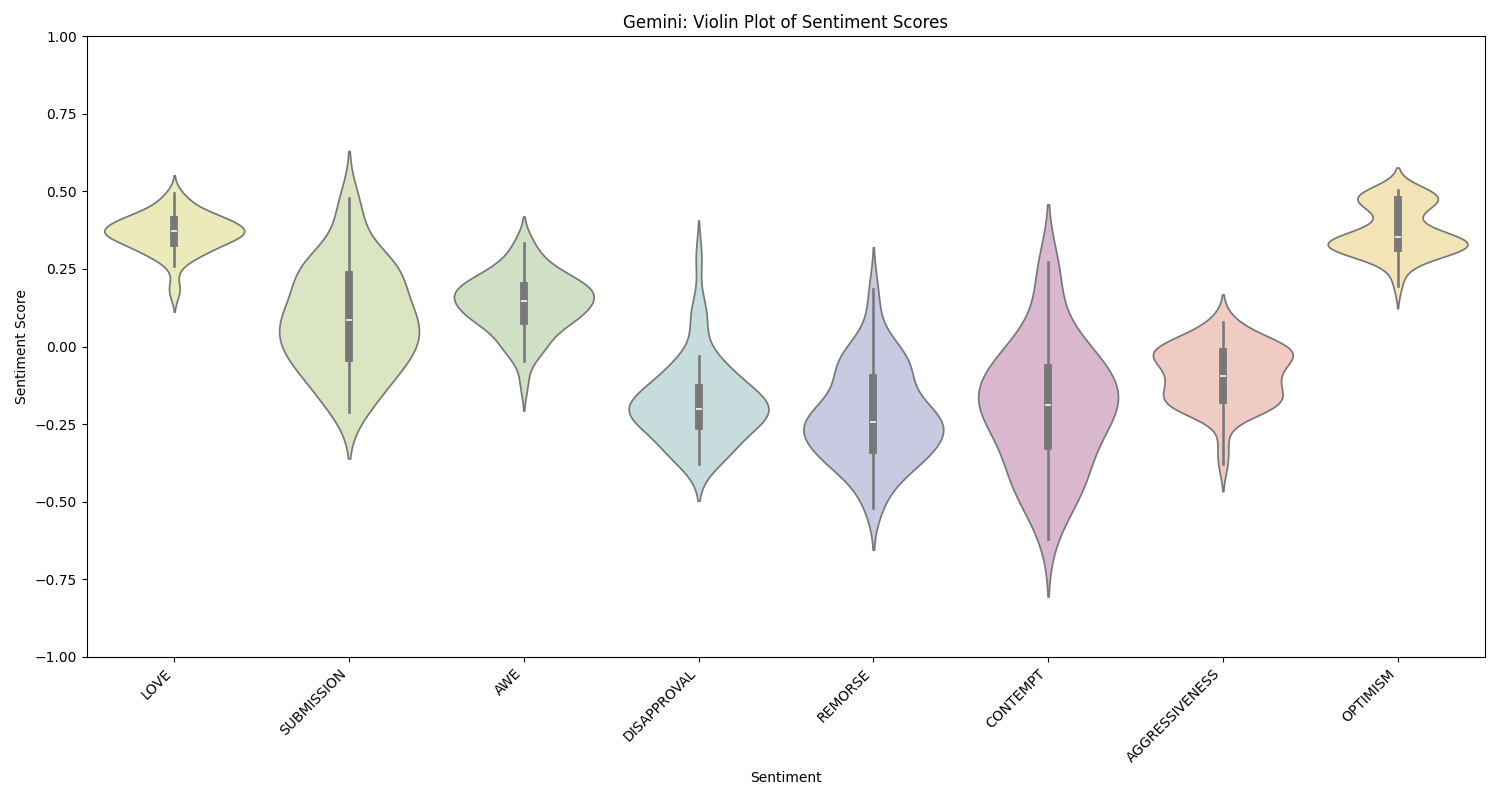 Gemini: Violin Plot of Sentiment Scores
1.00
0.75
0.50
0.25
0.00
−0.25
−0.50
−0.75
−1.00
Sentiment Score
LOVE
SUBMISSION
AWE
DISAPPROVAL
REMORSE
CONTEMPT
AGGRESSIVENESS
OPTIMISM
Sentiment